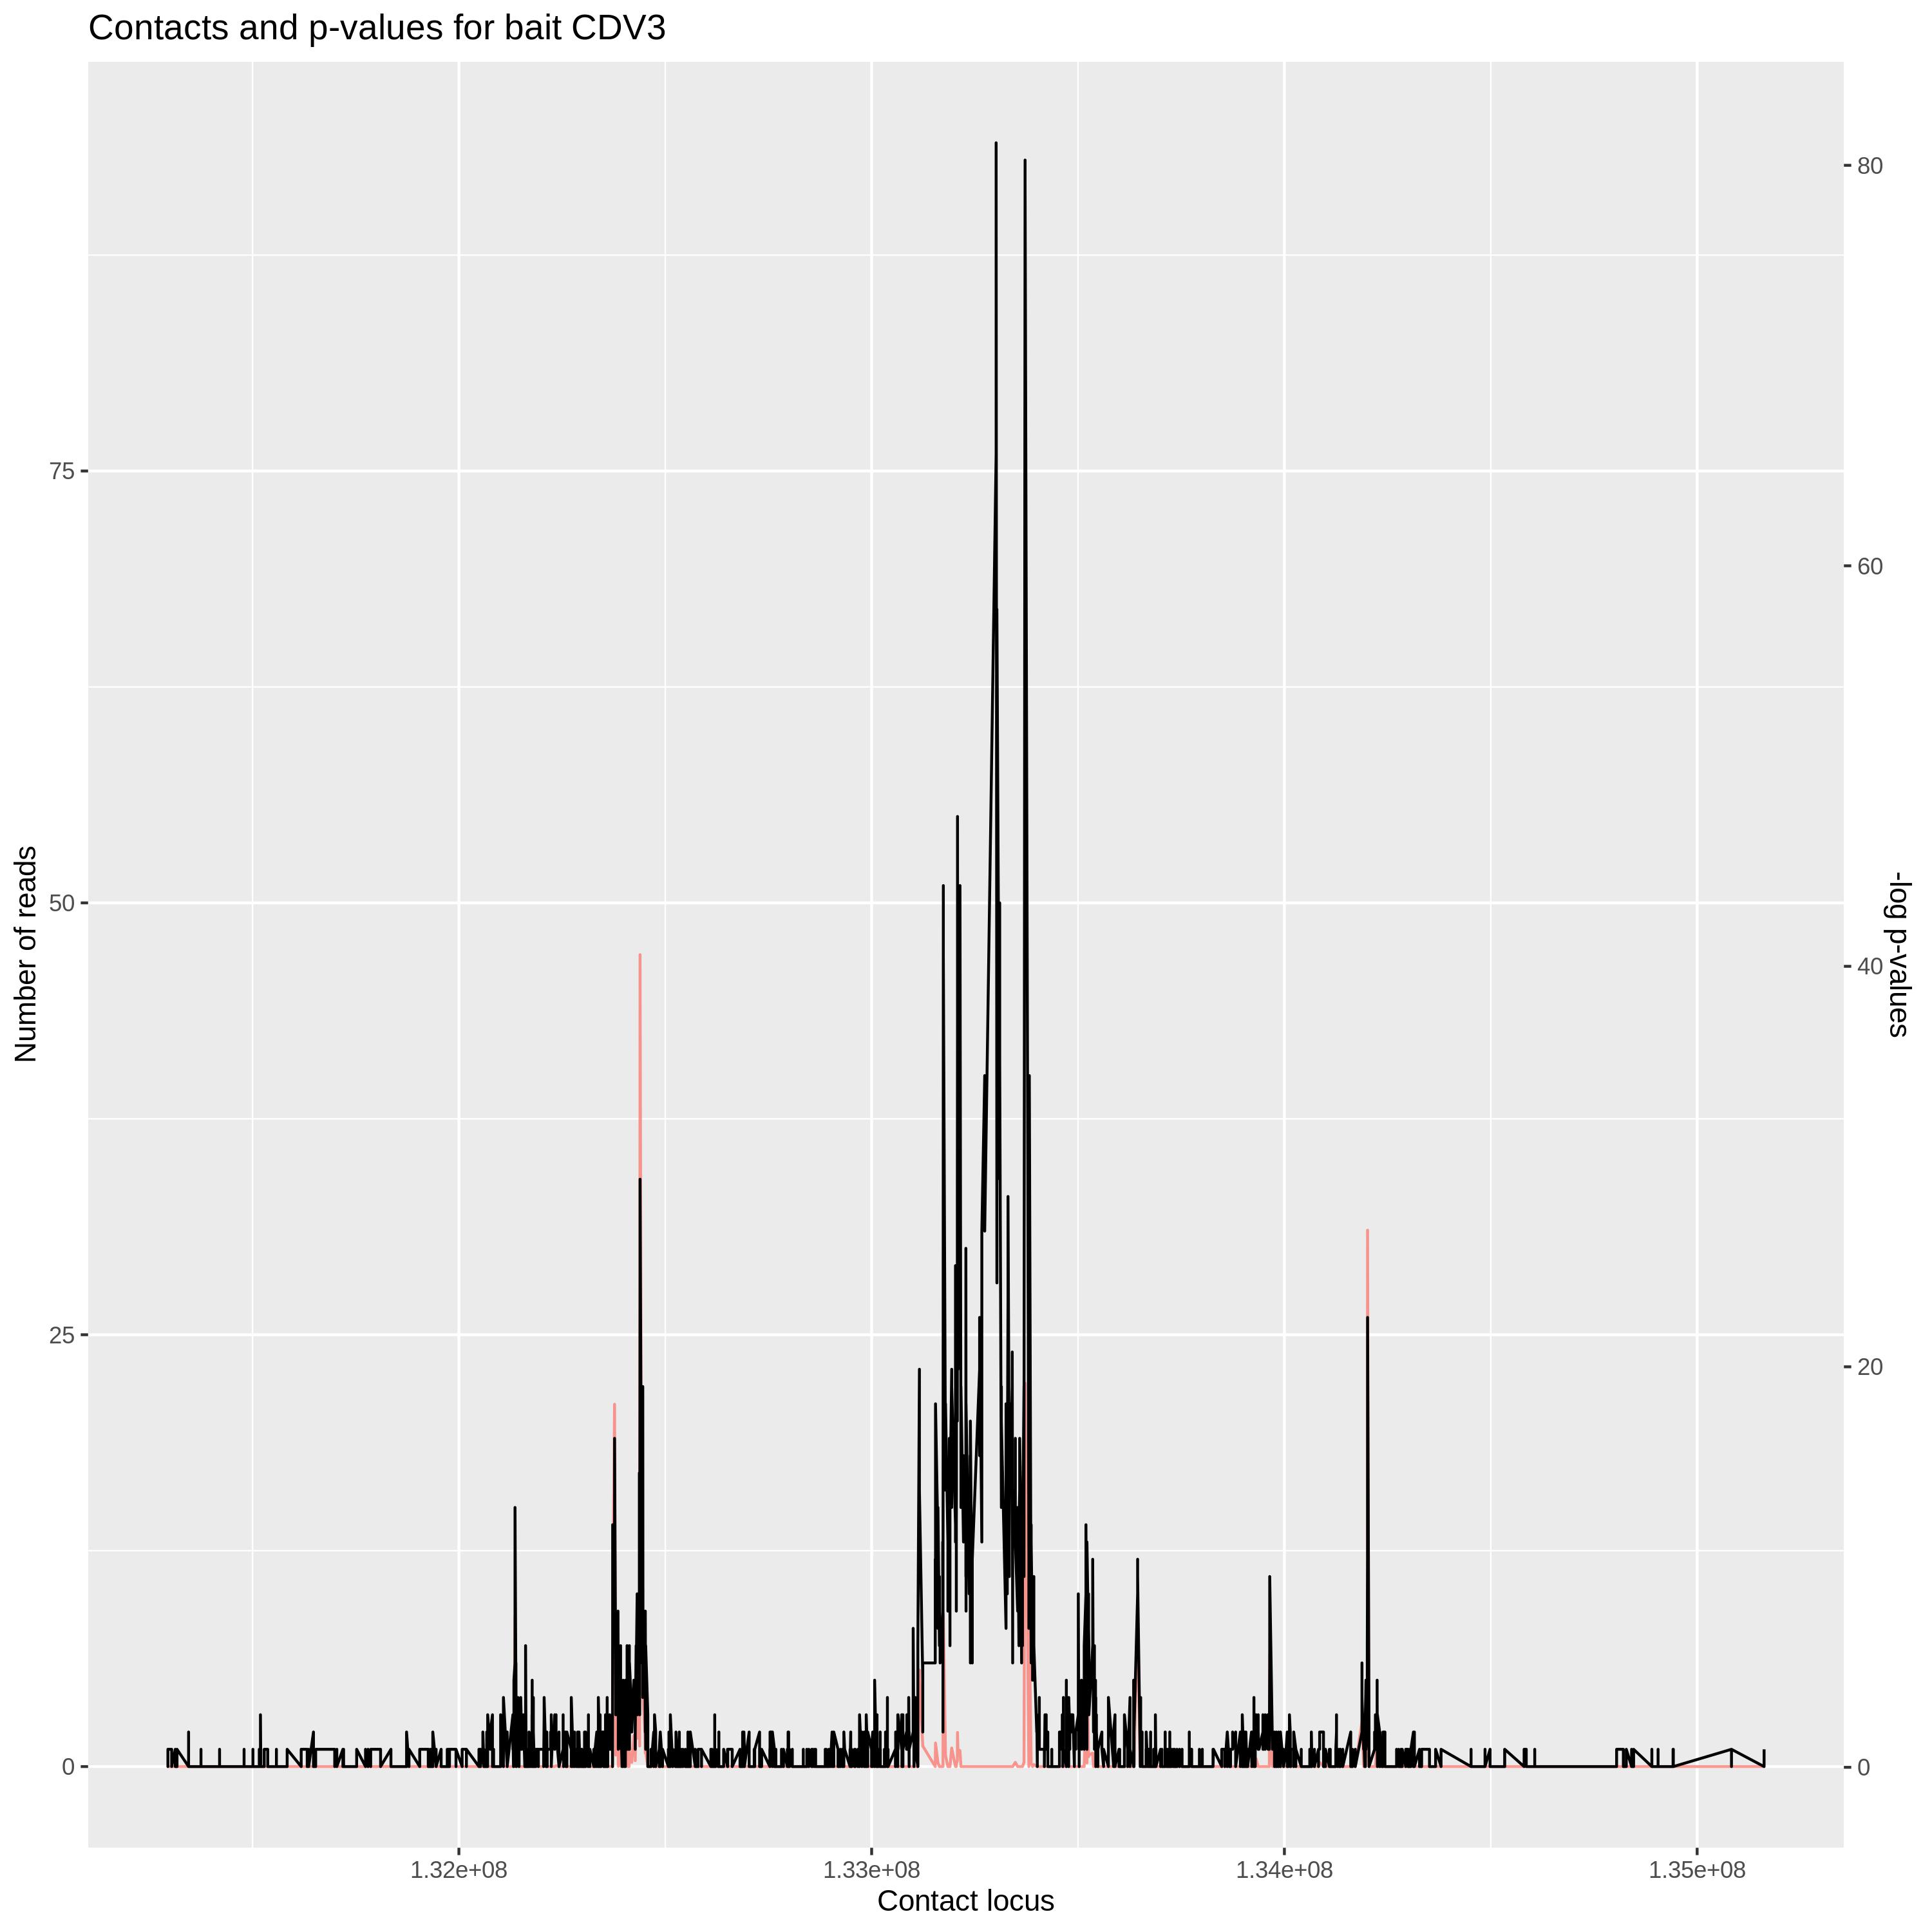 Contacts and p-values for bait CDV3
80
75
60
50
40
25
20
0
0
Number of reads
-log p-values
1.32e+08
1.33e+08
1.34e+08
1.35e+08
Contact locus